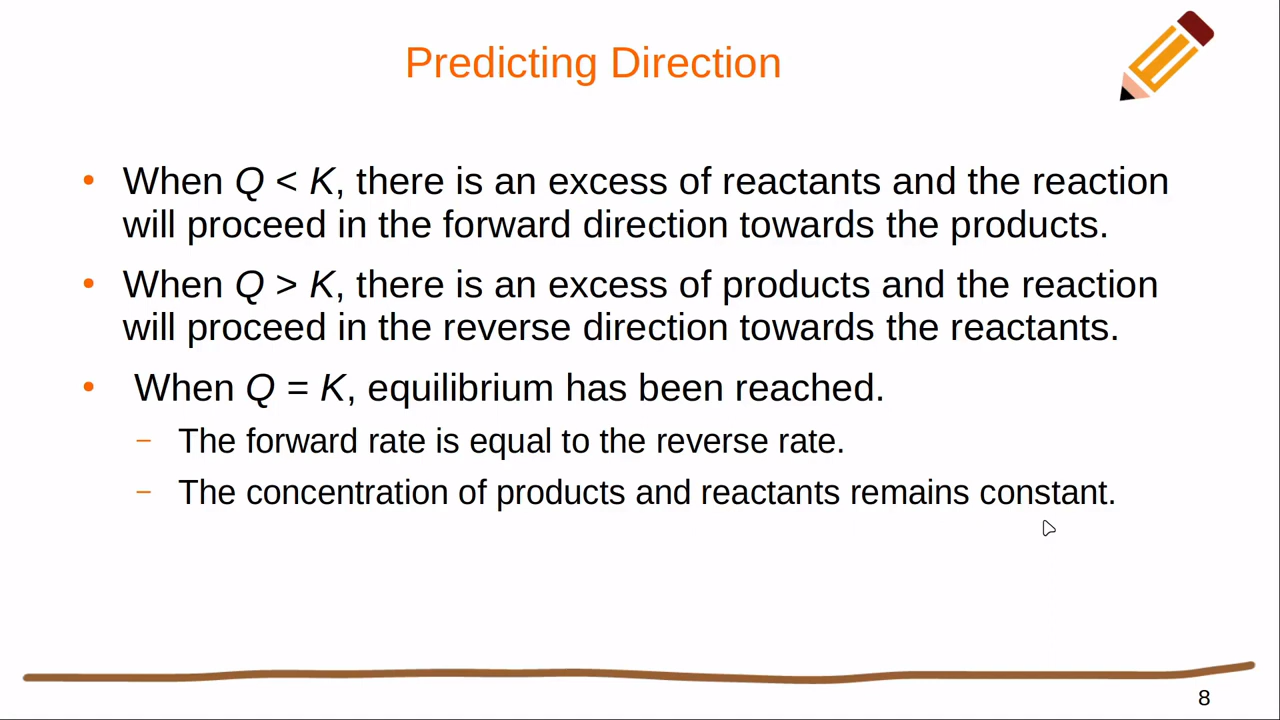 Predicting Direction
• When Q < K, there is an excess of reactants and the reaction
will proceed in the forward direction towards the products.
• When Q > K, there is an excess of products and the reaction
will proceed in the reverse direction towards the reactants.
• When Q = K, equilibrium has been reached.
– The forward rate is equal to the reverse rate.
– The concentration of products and reactants remains constant.
8